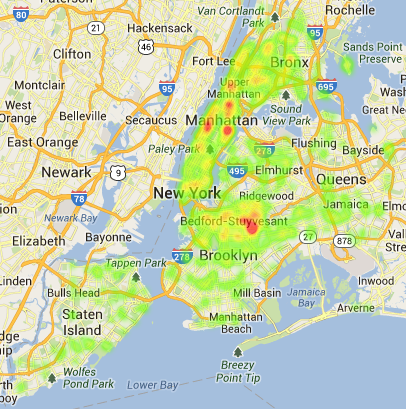 Van Cortlandt
Park
Rochelle
80
21
Hackensack
95
46
Clifton
Fort Lee
Bronx
Sands Point
Preserve
Montclair
95
Upper
Manhattan
695
West
Orange
Belleville
Secaucus
Manhattan
Sound
View Park
Great Ne
East Orange
Paley Park
278
Flushing
Bayside
Newark
9
495
Elmhurst
Queens
78
New York
Ridgewood
Jamaica
Newark Bay
Bedford-Stuyvesant
Elizabeth
Bayonne
27
878
Tappen Park
278
Brooklyn
Linden
Bulls Head
Mill Basin
Jamaica
Bay
Inwood
Staten
Island
Manhattan
Beach
Arverne
Breezy
Point Tip
Wolfes
Pond Park
Lower Bay